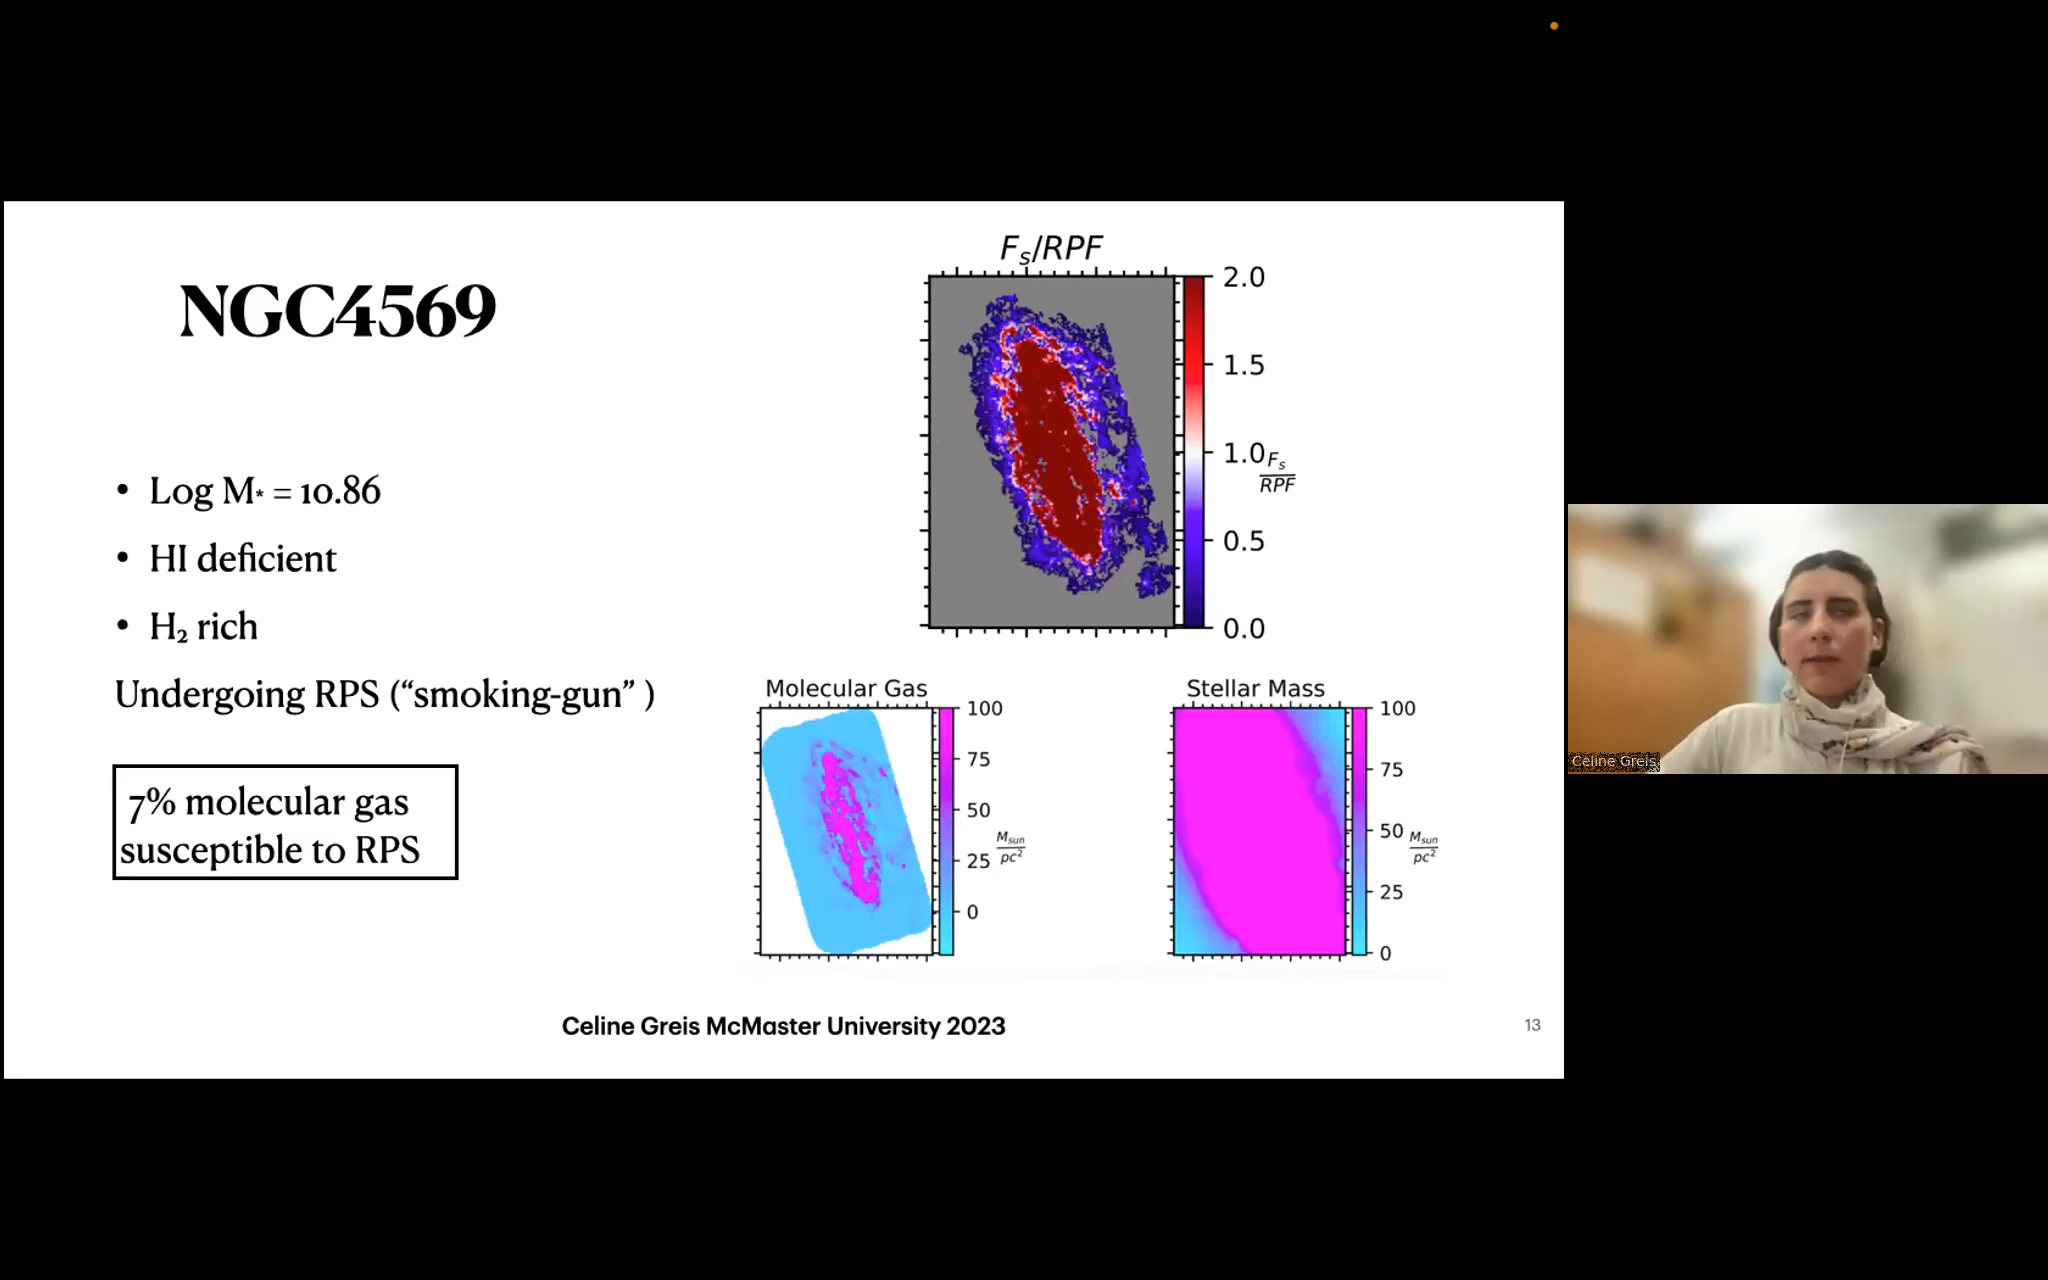 NGC4569
• Log M* = 10.86
• HI deficient
• H₂ rich
Undergoing RPS (“smoking-gun” )
7% molecular gas
susceptible to RPS
Fs/RPF
2.0
1.5
1.0
0.5
0.0
Fs
RPF
Molecular Gas
100
75
50
25
0
Msun
pc²
Stellar Mass
100
75
50
25
0
Msun
pc²
Celine Greis McMaster University 2023
13
Celine Greis